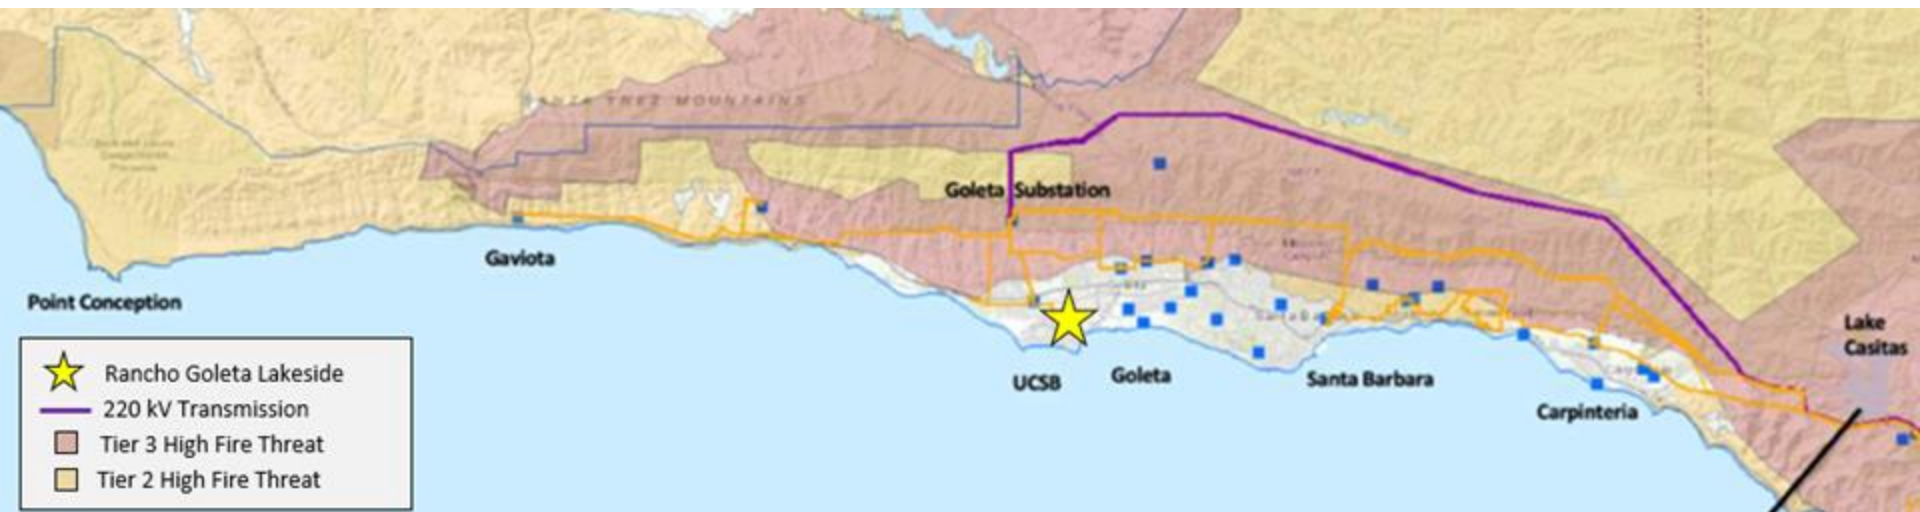 SANTA YNEZ MOUNTAINS
Goleta Substation
Gaviota
Point Conception
Lake
Casitas
UCSB
Goleta
Santa Barbara
Carpinteria
Rancho Goleta Lakeside
220 kV Transmission
Tier 3 High Fire Threat
Tier 2 High Fire Threat